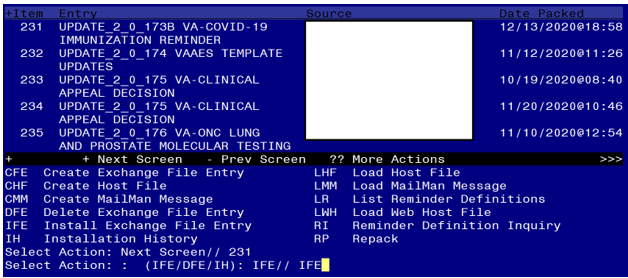 +Item  Entry  Source  Date Packed
231  UPDATE_2_0_173B VA-COVID-19  12/13/2020@18:58
IMMUNIZATION REMINDER
232  UPDATE_2_0_174 VAAES TEMPLATE  11/12/2020@11:26
UPDATES
233  UPDATE_2_0_175 VA-CLINICAL  10/19/2020@08:40
APPEAL DECISION
234  UPDATE_2_0_175 VA-CLINICAL  11/20/2020@10:46
APPEAL DECISION
235  UPDATE_2_0_176 VA-ONC LUNG  11/10/2020@12:54
AND PROSTATE MOLECULAR TESTING
+  + Next Screen  - Prev Screen  ?? More Actions  >>>
CFE  Create Exchange File Entry  LHF  Load Host File
CHF  Create Host File  LMM  Load MailMan Message
CMM  Create MailMan Message  LR  List Reminder Definitions
DFE  Delete Exchange File Entry  LWH  Load Web Host File
IFE  Install Exchange File Entry  RI  Reminder Definition Inquiry
IH  Installation History  RP  Repack
Select Action: Next Screen// 231
Select Action: :  (IFE/DFE/IH): IFE// IFE